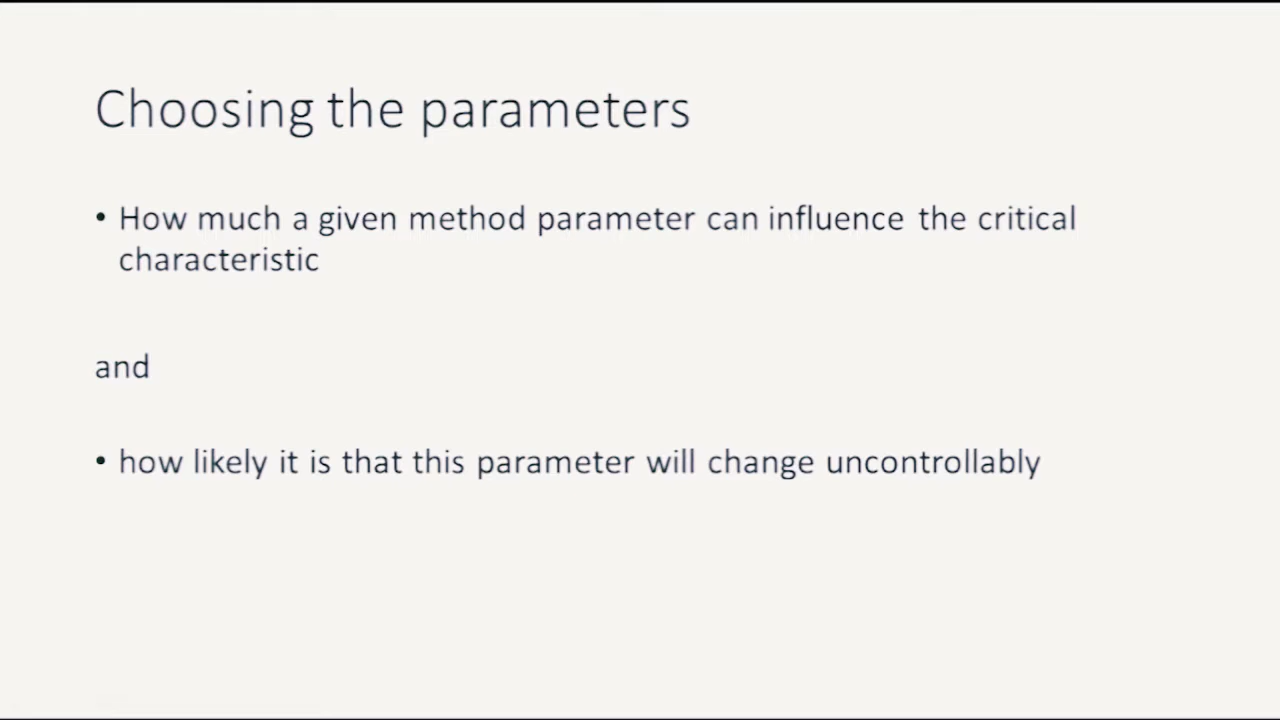 Choosing the parameters
• How much a given method parameter can influence the critical
characteristic
and
• how likely it is that this parameter will change uncontrollably